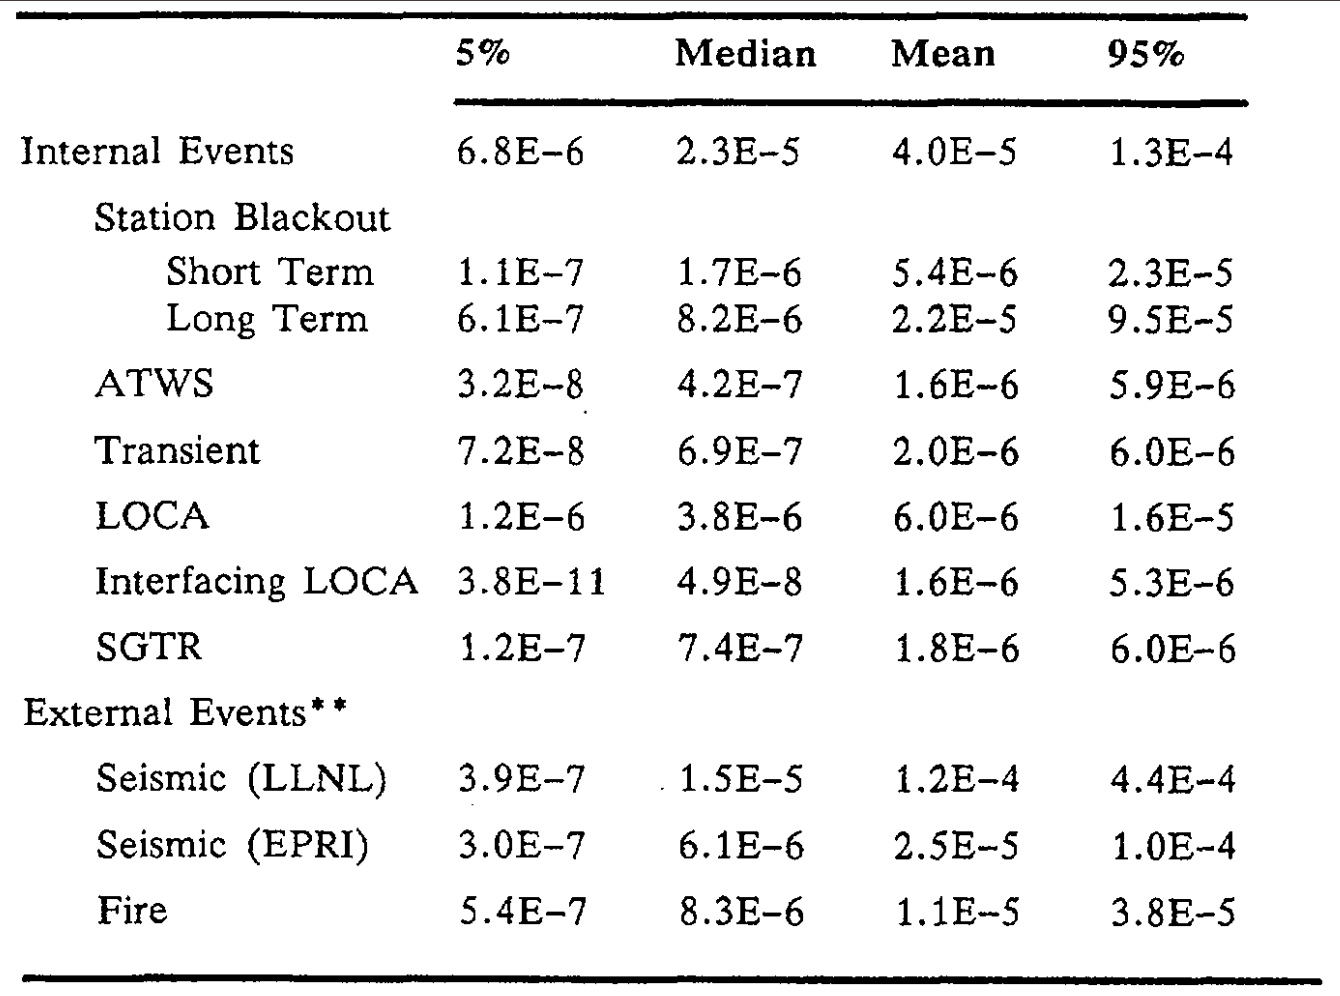 5% Median Mean 95%
Internal Events 6.8E-6 2.3E-5 4.0E-5 1.3E-4
Station Blackout
Short Term 1.1E-7 1.7E-6 5.4E-6 2.3E-5
Long Term 6.1E-7 8.2E-6 2.2E-5 9.5E-5
ATWS 3.2E-8 4.2E-7 1.6E-6 5.9E-6
Transient 7.2E-8 6.9E-7 2.0E-6 6.0E-6
LOCA 1.2E-6 3.8E-6 6.0E-6 1.6E-5
Interfacing LOCA 3.8E-11 4.9E-8 1.6E-6 5.3E-6
SGTR 1.2E-7 7.4E-7 1.8E-6 6.0E-6
External Events**
Seismic (LLNL) 3.9E-7 1.5E-5 1.2E-4 4.4E-4
Seismic (EPRI) 3.0E-7 6.1E-6 2.5E-5 1.0E-4
Fire 5.4E-7 8.3E-6 1.1E-5 3.8E-5